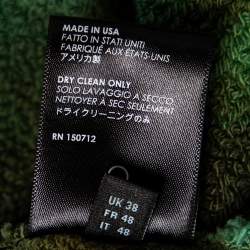 MADE IN USA
FATTO IN STATI UNITI
FABRIQUÉ AUX ÉTATS-UNIS
アメリカ製
DRY CLEAN ONLY
SOLO LAVAGGIO A SECCO
NETTOYER À SEC SEULEMENT
ドライクリーニングのみ
RN 150712
UK 38
FR 48
IT 48